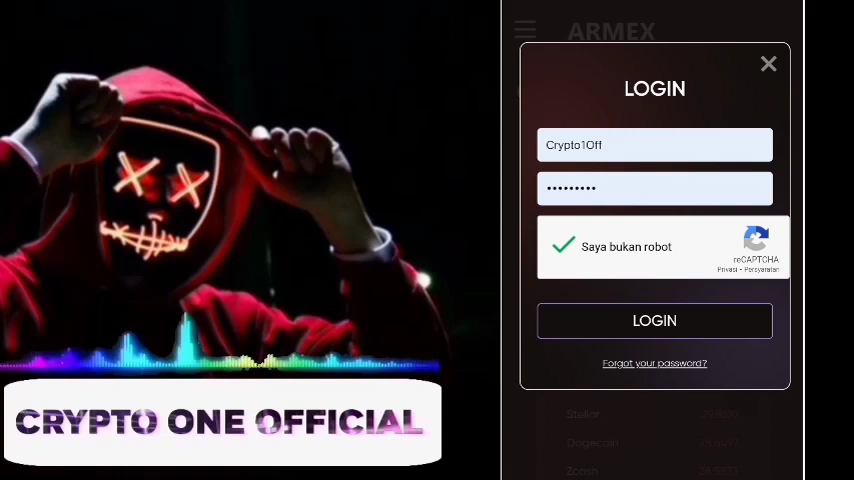 CRYPTO ONE OFFICIAL
ARMEX
LOGIN
Crypto1Off
•••••••••
Saya bukan robot
reCAPTCHA
Privasi - Persyaratan
LOGIN
Forgot your password?
Stellar
Dogecoin
Zcash